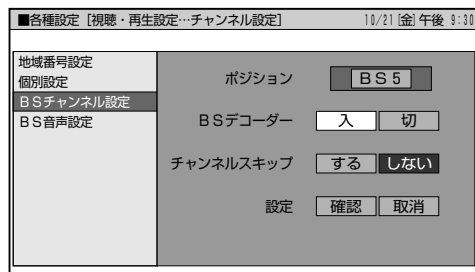 ■各種設定［視聴・再生設定…チャンネル設定］ 10/21［金］午後 9:30
地域番号設定
個別設定
ＢＳチャンネル設定
ＢＳ音声設定
ポジション ＢＳ５
ＢＳデコーダー 入 切
チャンネルスキップ する しない
設定 確認 取消